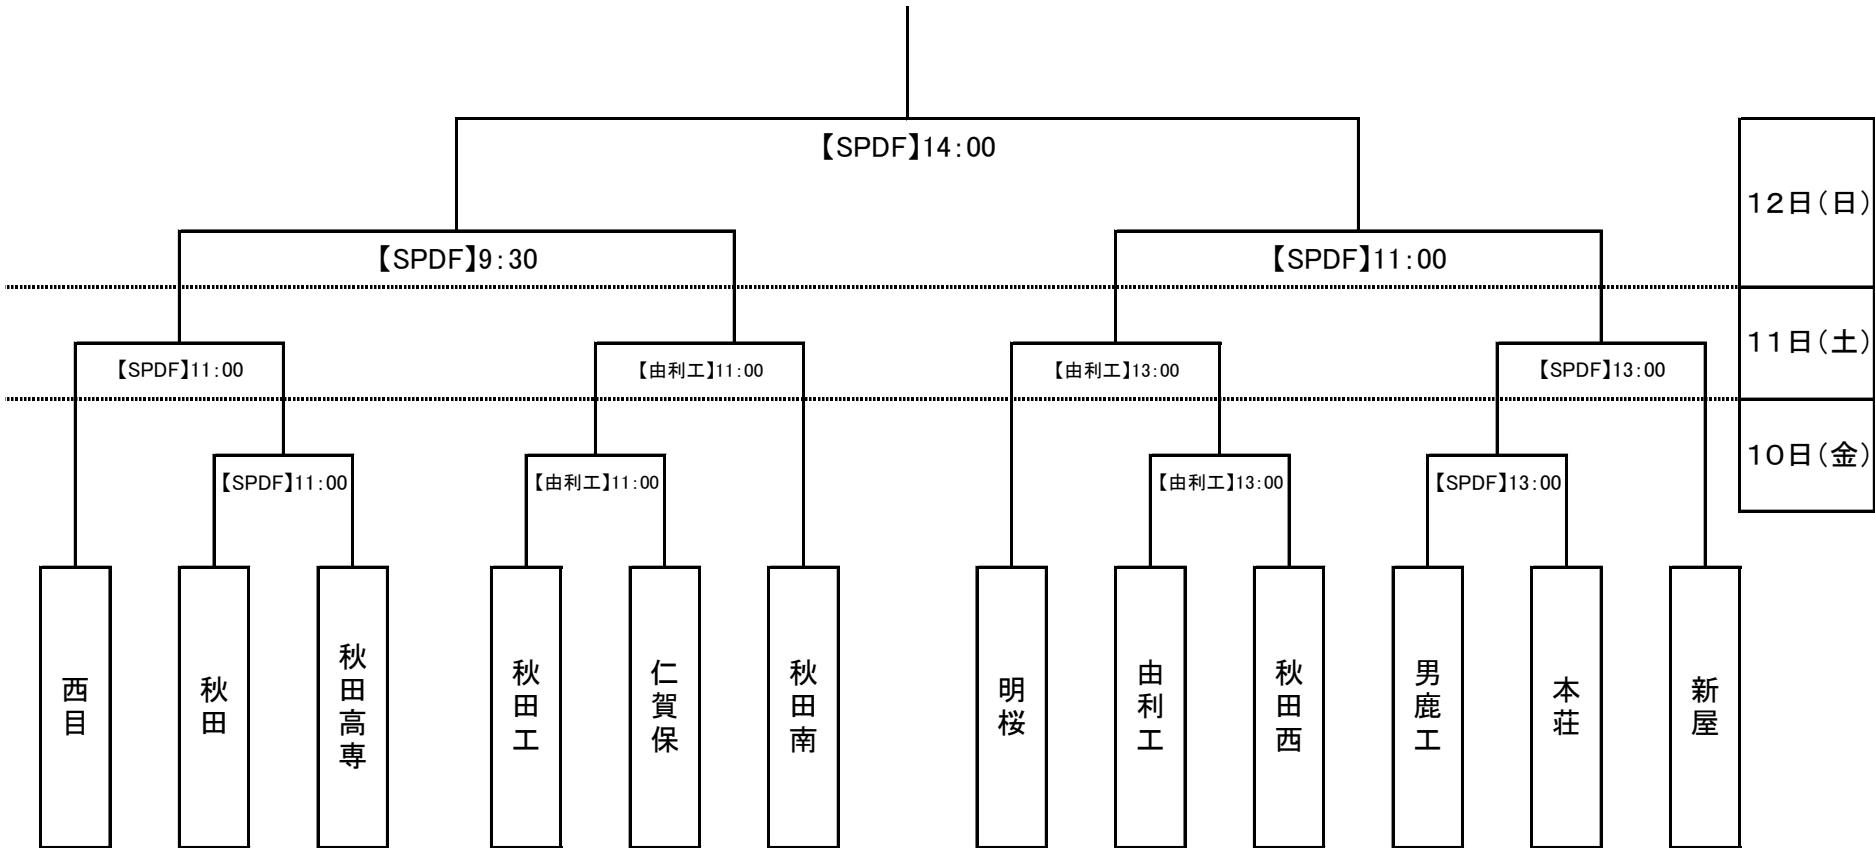 【SPDF】14:00
12日(日)
【SPDF】9:30
【SPDF】11:00
11日(土)
【SPDF】11:00
【由利工】11:00
【由利工】13:00
【SPDF】13:00
10日(金)
【SPDF】11:00
【由利工】11:00
【由利工】13:00
【SPDF】13:00
西目
秋田
秋田高専
秋田工
仁賀保
秋田南
明桜
由利工
秋田西
男鹿工
本荘
新屋